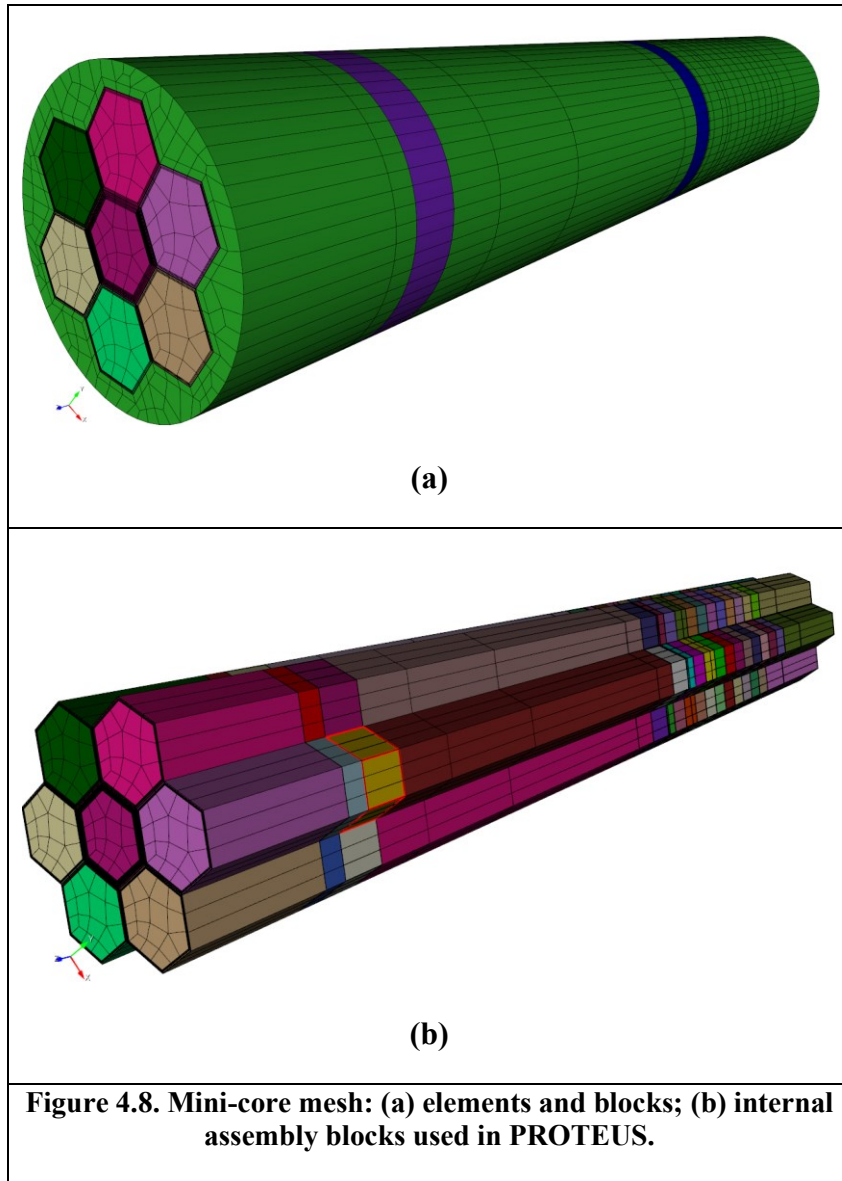 Y
Z
X
(a)
Y
Z
X
(b)
Figure 4.8. Mini-core mesh: (a) elements and blocks; (b) internal
assembly blocks used in PROTEUS.